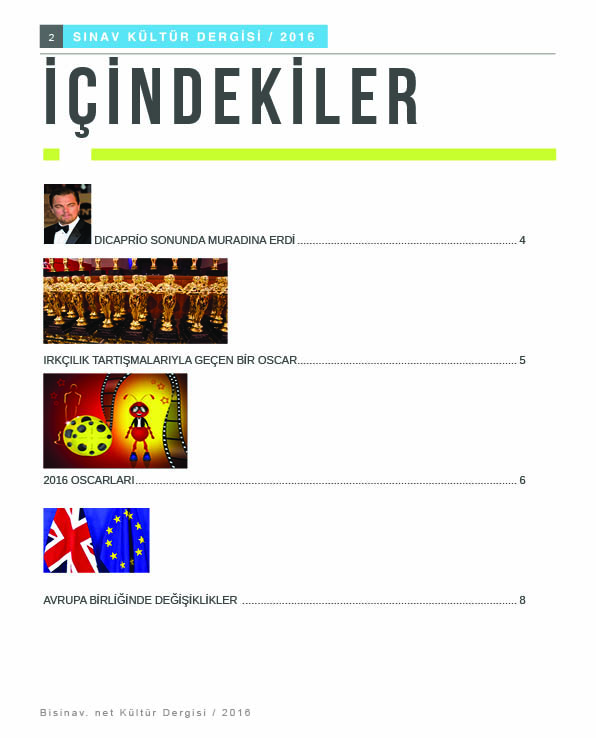 2 SINAV KÜLTÜR DERGİSİ / 2016
İÇİNDEKİLER
DICAPRİO SONUNDA MURADINA ERDİ ........................................................................ 4
IRKÇILIK TARTIŞMALARIYLA GEÇEN BİR OSCAR........................................................................ 5
2016 OSCARLARI............................................................................................................................. 6
AVRUPA BİRLİĞİNDE DEĞİŞİKLİKLER .......................................................................................... 8
Bisinav. net Kültür Dergisi / 2016